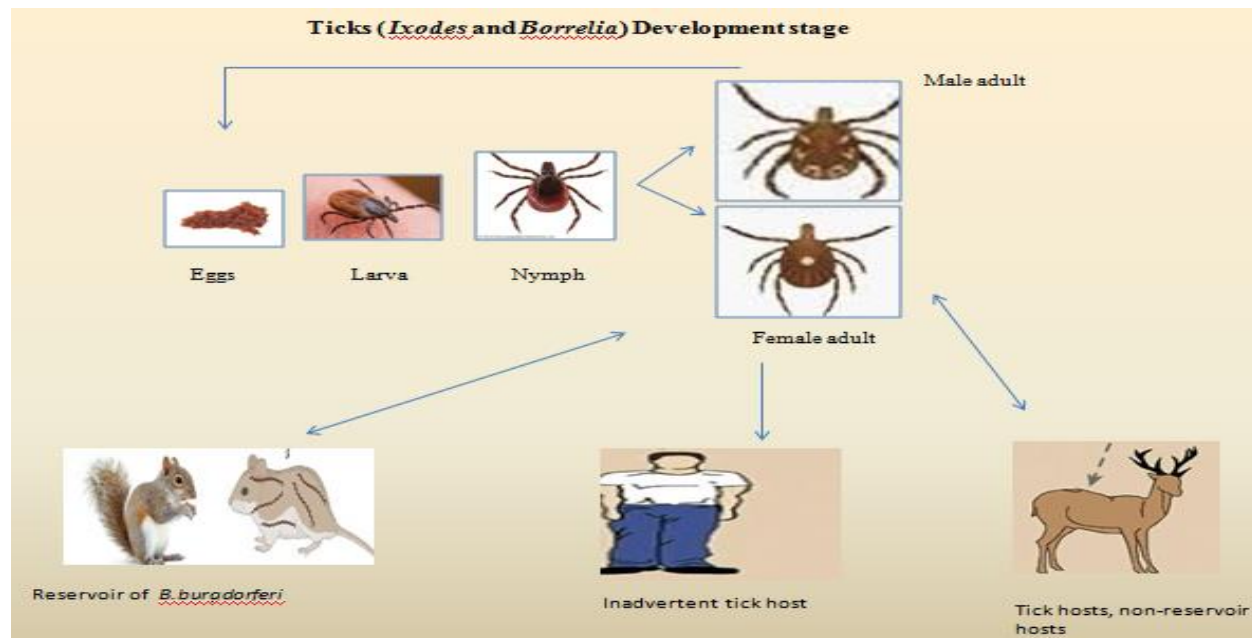 Ticks (Ixodes and Borrelia) Development stage
Male adult
Eggs
Larva
Nymph
Female adult
Reservoir of B.burgdorferi
Inadvertent tick host
Tick hosts, non-reservoir
hosts